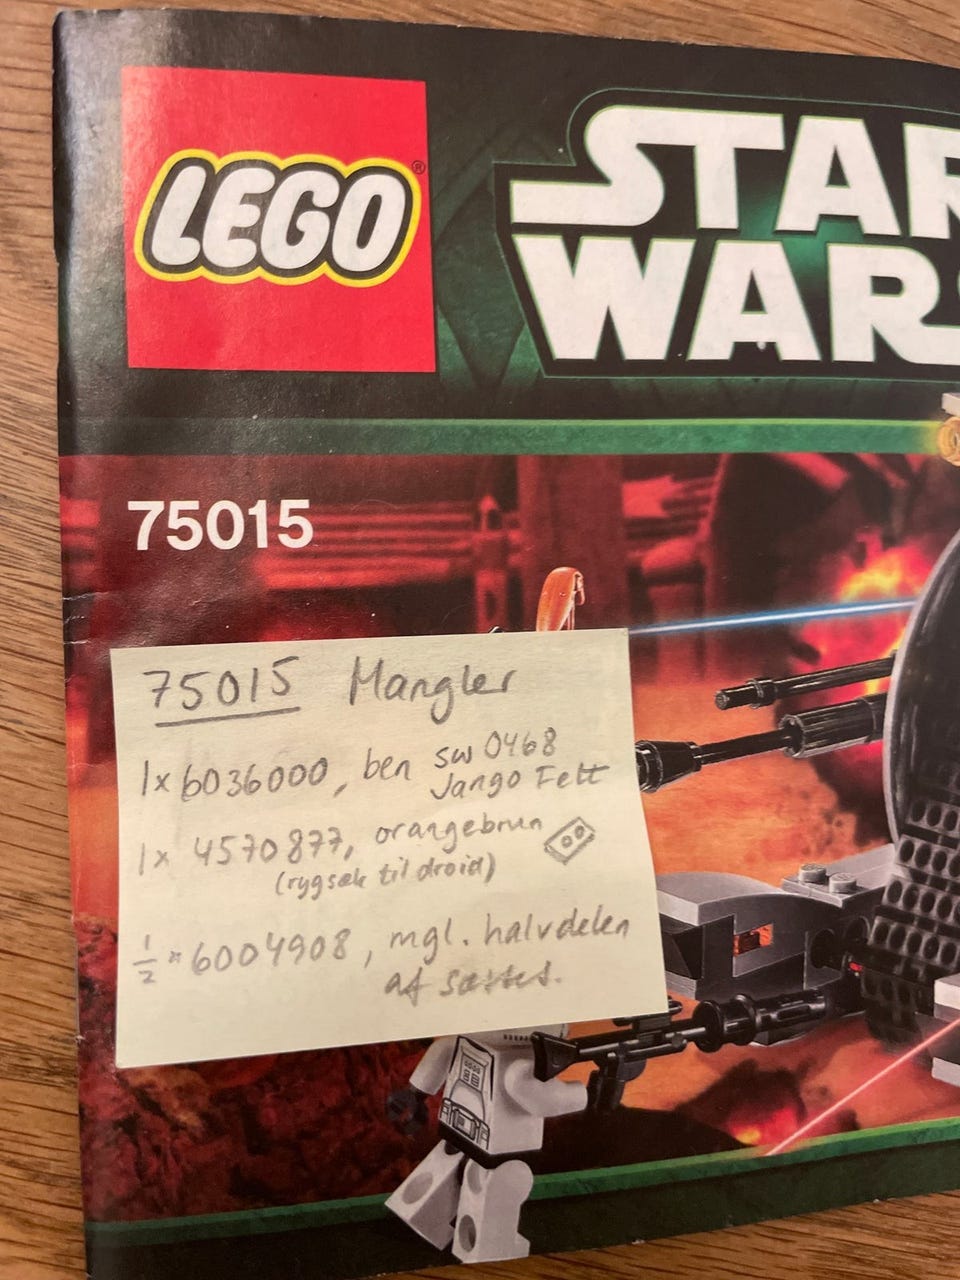 LEGO®
STAR
WARS
75015
75015 Mangler
1x 6036000, ben sw 0468
Jango Fett
1x 4570877, orangebrun
(rygsæk til droid)
½ * 6004908, mgl. halvdelen
af sættet.